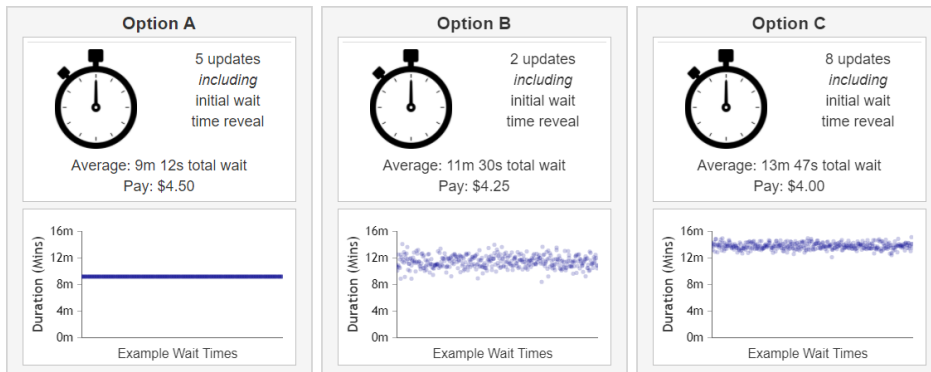 Option A
5 updates
including
initial wait
time reveal
Average: 9m 12s total wait
Pay: $4.50
16m
12m
8m
4m
0m
Duration (Mins)
Example Wait Times
Option B
2 updates
including
initial wait
time reveal
Average: 11m 30s total wait
Pay: $4.25
16m
12m
8m
4m
0m
Duration (Mins)
Example Wait Times
Option C
8 updates
including
initial wait
time reveal
Average: 13m 47s total wait
Pay: $4.00
16m
12m
8m
4m
0m
Duration (Mins)
Example Wait Times